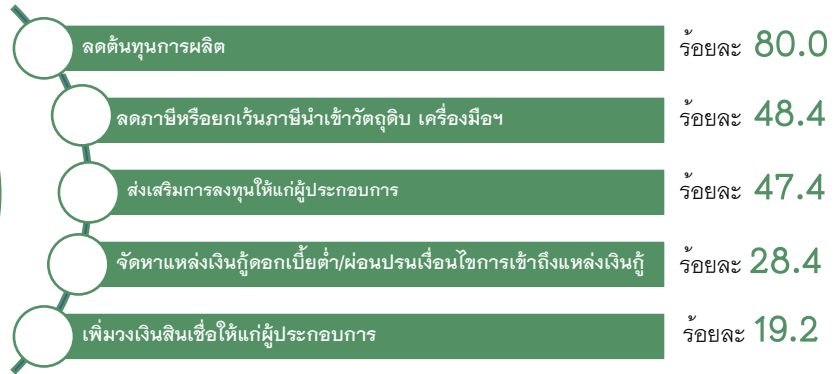 ลดต้นทุนการผลิต ร้อยละ 80.0
ลดภาษีหรือยกเว้นภาษีนำเข้าวัตถุดิบ เครื่องมือฯ ร้อยละ 48.4
ส่งเสริมการลงทุนให้แก่ผู้ประกอบการ ร้อยละ 47.4
จัดหาแหล่งเงินกู้ดอกเบี้ยต่ำ/ผ่อนปรนเงื่อนไขการเข้าถึงแหล่งเงินกู้ ร้อยละ 28.4
เพิ่มวงเงินสินเชื่อให้แก่ผู้ประกอบการ ร้อยละ 19.2